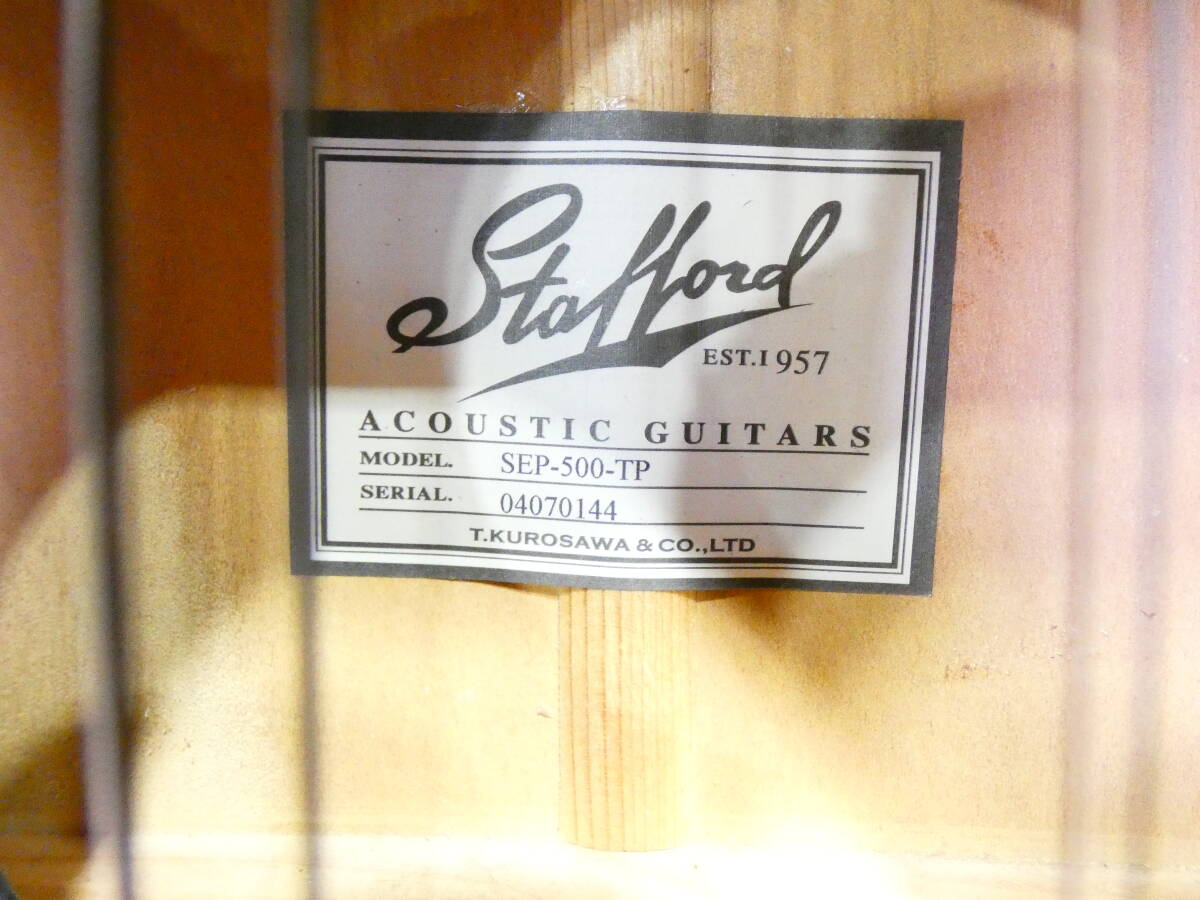 Stafford
EST.1957
ACOUSTIC GUITARS
MODEL. SEP-500-TP
SERIAL. 04070144
T.KUROSAWA & CO.,LTD